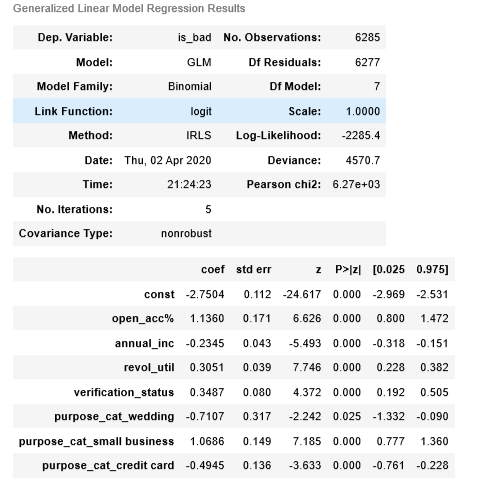 Generalized Linear Model Regression Results
Dep. Variable: is_bad No. Observations: 6285
Model: GLM Df Residuals: 6277
Model Family: Binomial Df Model: 7
Link Function: logit Scale: 1.0000
Method: IRLS Log-Likelihood: -2285.4
Date: Thu, 02 Apr 2020 Deviance: 4570.7
Time: 21:24:23 Pearson chi2: 6.27e+03
No. Iterations: 5
Covariance Type: nonrobust
coef std err z P>|z| [0.025 0.975]
const -2.7504 0.112 -24.617 0.000 -2.969 -2.531
open_acc% 1.1360 0.171 6.626 0.000 0.800 1.472
annual_inc -0.2345 0.043 -5.493 0.000 -0.318 -0.151
revol_util 0.3051 0.039 7.746 0.000 0.228 0.382
verification_status 0.3487 0.080 4.372 0.000 0.192 0.505
purpose_cat_wedding -0.7107 0.317 -2.242 0.025 -1.332 -0.090
purpose_cat_small business 1.0686 0.149 7.185 0.000 0.777 1.360
purpose_cat_credit card -0.4945 0.136 -3.633 0.000 -0.761 -0.228